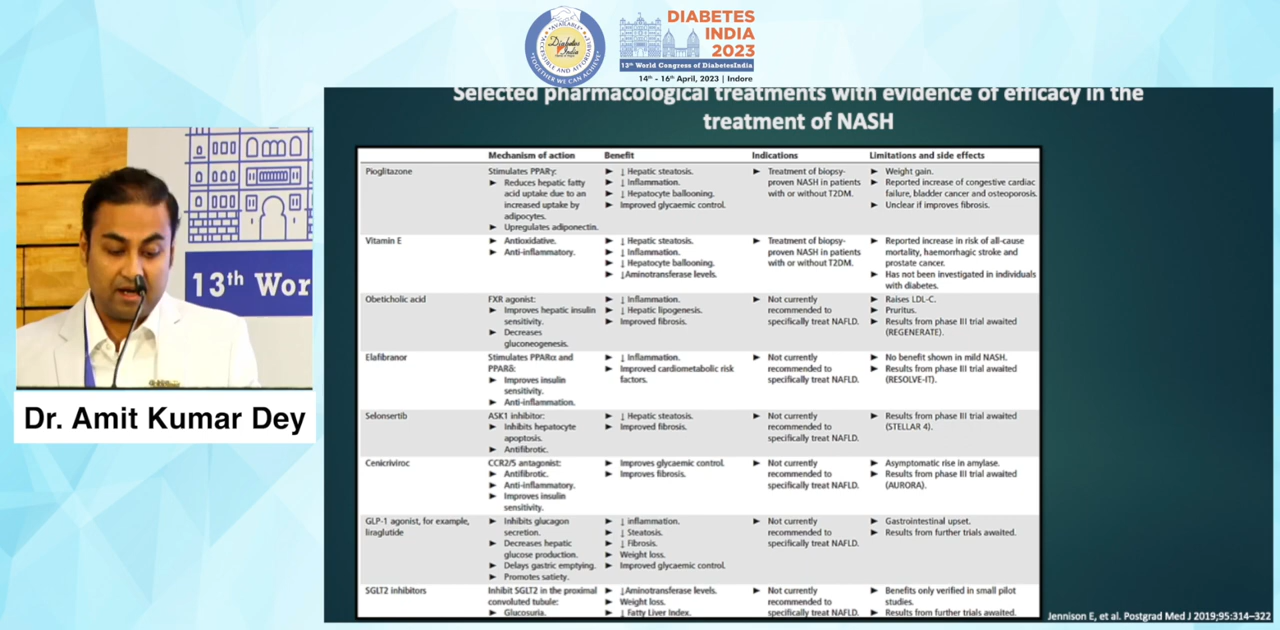 AVAILABLE
ACCESSIBLE AND AFFORDABLE
Diabetes
India
TOGETHER WE CAN ACHIEVE
DIABETES
INDIA
2023
12th World Congress of DiabetesIndia
14th - 16th April, 2023 | Indore
13th Wor
Dr. Amit Kumar Dey
Selected pharmacological treatments with evidence of efficacy in the
treatment of NASH
Mechanism of action
Benefit
Indications
Limitations and side effects
Pioglitazone
Stimulates PPARγ:
► Reduces hepatic fatty
acid uptake due to an
increased uptake by
adipocytes.
► Upregulates adiponectin.
► ↓ Hepatic steatosis.
► ↓ Inflammation.
► ↓ Hepatocyte ballooning.
► Improved glycaemic control.
► Treatment of biopsy-
proven NASH in patients
with or without T2DM.
► Weight gain.
► Reported increase of congestive cardiac
failure, bladder cancer and osteoporosis.
► Unclear if improves fibrosis.
Vitamin E
► Antioxidative.
► Anti-inflammatory.
► ↓ Hepatic steatosis.
► ↓ Inflammation.
► ↓ Hepatocyte ballooning.
► ↓Aminotransferase levels.
► Treatment of biopsy-
proven NASH in patients
with or without T2DM.
► Reported increase in risk of all-cause
mortality, haemorrhagic stroke and
prostate cancer.
► Has not been investigated in individuals
with diabetes.
Obeticholic acid
FXR agonist:
► Improves hepatic insulin
sensitivity.
► Decreases
gluconeogenesis.
► ↓ Inflammation.
► ↓ Hepatic lipogenesis.
► Improved fibrosis.
► Not currently
recommended to
specifically treat NAFLD.
► Raises LDL-C.
► Pruritus.
► Results from phase III trial awaited
(REGENERATE).
Elafibranor
Stimulates PPARα and
PPARδ:
► Improves insulin
sensitivity.
► Anti-inflammation.
► ↓ Inflammation.
► Improved cardiometabolic risk
factors.
► Not currently
recommended to
specifically treat NAFLD.
► No benefit shown in mild NASH.
► Results from phase III trial awaited
(RESOLVE-IT).
Selonsertib
ASK1 inhibitor:
► Inhibits hepatocyte
apoptosis.
► Antifibrotic.
► ↓ Hepatic steatosis.
► Improved fibrosis.
► Not currently
recommended to
specifically treat NAFLD.
► Results from phase III trial awaited
(STELLAR 4).
Cenicriviroc
CCR2/5 antagonist:
► Antifibrotic.
► Anti-inflammatory.
► Improves insulin
sensitivity.
► Improves glycaemic control.
► Improves fibrosis.
► Not currently
recommended to
specifically treat NAFLD.
► Asymptomatic rise in amylase.
► Results from phase III trial awaited
(AURORA).
GLP-1 agonist, for example,
liraglutide
► Inhibits glucagon
secretion.
► Decreases hepatic
glucose production.
► Delays gastric emptying.
► Promotes satiety.
► ↓ inflammation.
► ↓ Steatosis.
► ↓ Fibrosis.
► Weight loss.
► Improved glycaemic control.
► Not currently
recommended to
specifically treat NAFLD.
► Gastrointestinal upset.
► Results from further trials awaited.
SGLT2 inhibitors
Inhibit SGLT2 in the proximal
convoluted tubule:
► Glucosuria.
► ↓Aminotransferase levels.
► Weight loss.
► ↓ Fatty Liver Index.
► Not currently
recommended to
specifically treat NAFLD.
► Benefits only verified in small pilot
studies.
► Results from further trials awaited.
Jennison E, et al. Postgrad Med J 2019;95:314–322